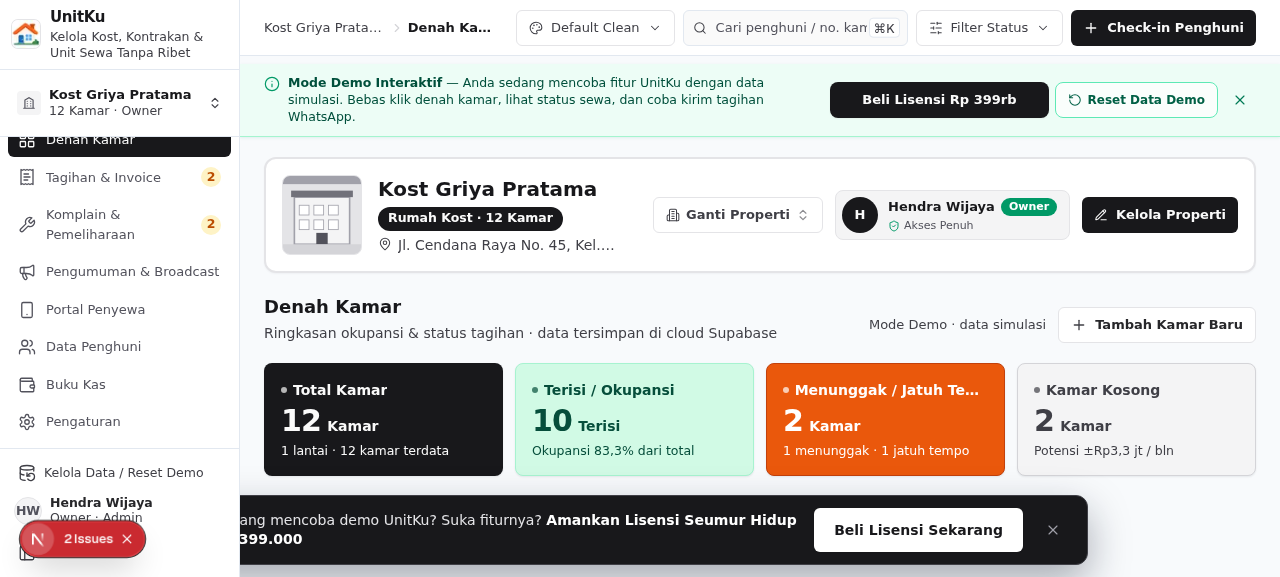 UnitKu
Kelola Kost, Kontrakan &
Unit Sewa Tanpa Ribet
Kost Griya Pratama
12 Kamar · Owner
Denah Kamar
Tagihan & Invoice
2
Komplain &
Pemeliharaan
2
Pengumuman & Broadcast
Portal Penyewa
Data Penghuni
Buku Kas
Pengaturan
Kelola Data / Reset Demo
HW
Hendra Wijaya
Owner · Admin
N
2 Issues
Kost Griya Prata…
Denah Ka…
Default Clean
Cari penghuni / no. kam
⌘K
Filter Status
Check-in Penghuni
Mode Demo Interaktif — Anda sedang mencoba fitur UnitKu dengan data
simulasi. Bebas klik denah kamar, lihat status sewa, dan coba kirim tagihan
WhatsApp.
Beli Lisensi Rp 399rb
Reset Data Demo
Kost Griya Pratama
Rumah Kost · 12 Kamar
Jl. Cendana Raya No. 45, Kel.…
Ganti Properti
H
Hendra Wijaya
Owner
Akses Penuh
Kelola Properti
Denah Kamar
Ringkasan okupansi & status tagihan · data tersimpan di cloud Supabase
Mode Demo · data simulasi
Tambah Kamar Baru
Total Kamar
12 Kamar
1 lantai · 12 kamar terdata
Terisi / Okupansi
10 Terisi
Okupansi 83,3% dari total
Menunggak / Jatuh Te…
2 Kamar
1 menunggak · 1 jatuh tempo
Kamar Kosong
2 Kamar
Potensi ±Rp3,3 jt / bln
ang mencoba demo UnitKu? Suka fiturnya? Amankan Lisensi Seumur Hidup
399.000
Beli Lisensi Sekarang